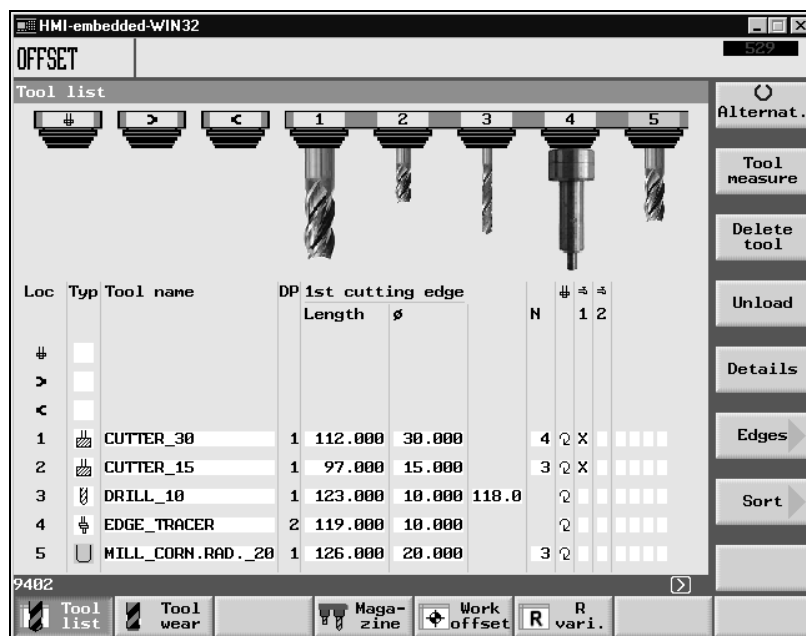 HMI-embedded-WIN32
OFFSET
529
Tool list
1 2 3 4 5
Alternat.
Tool
measure
Delete
tool
Unload
Details
Edges
Sort
Loc Typ Tool name DP 1st cutting edge
Length ø N 1 2
1 CUTTER_30 1 112.000 30.000 4 X
2 CUTTER_15 1 97.000 15.000 3 X
3 DRILL_10 1 123.000 10.000 118.0
4 EDGE_TRACER 2 119.000 10.000
5 MILL_CORN.RAD._20 1 126.000 20.000 3
9402
Tool
list
Tool
wear
Maga-
zine
Work
offset
R
R
vari.